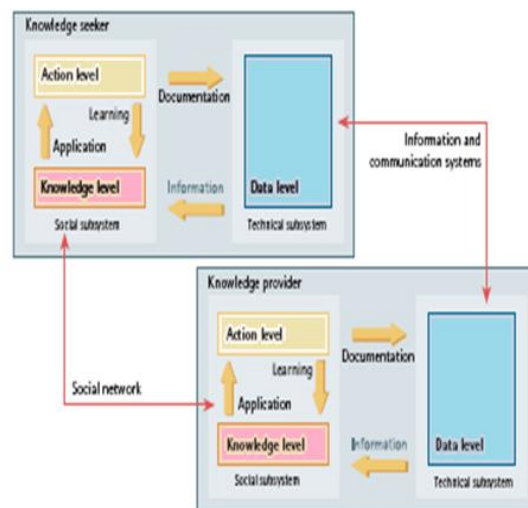 Knowledge seeker
Action level
Documentation
Learning
Application
Knowledge level
Information
Data level
Social subsystem
Technical subsystem
Information and
communication systems
Knowledge provider
Action level
Documentation
Learning
Application
Social network
Knowledge level
Information
Data level
Social subsystem
Technical subsystem